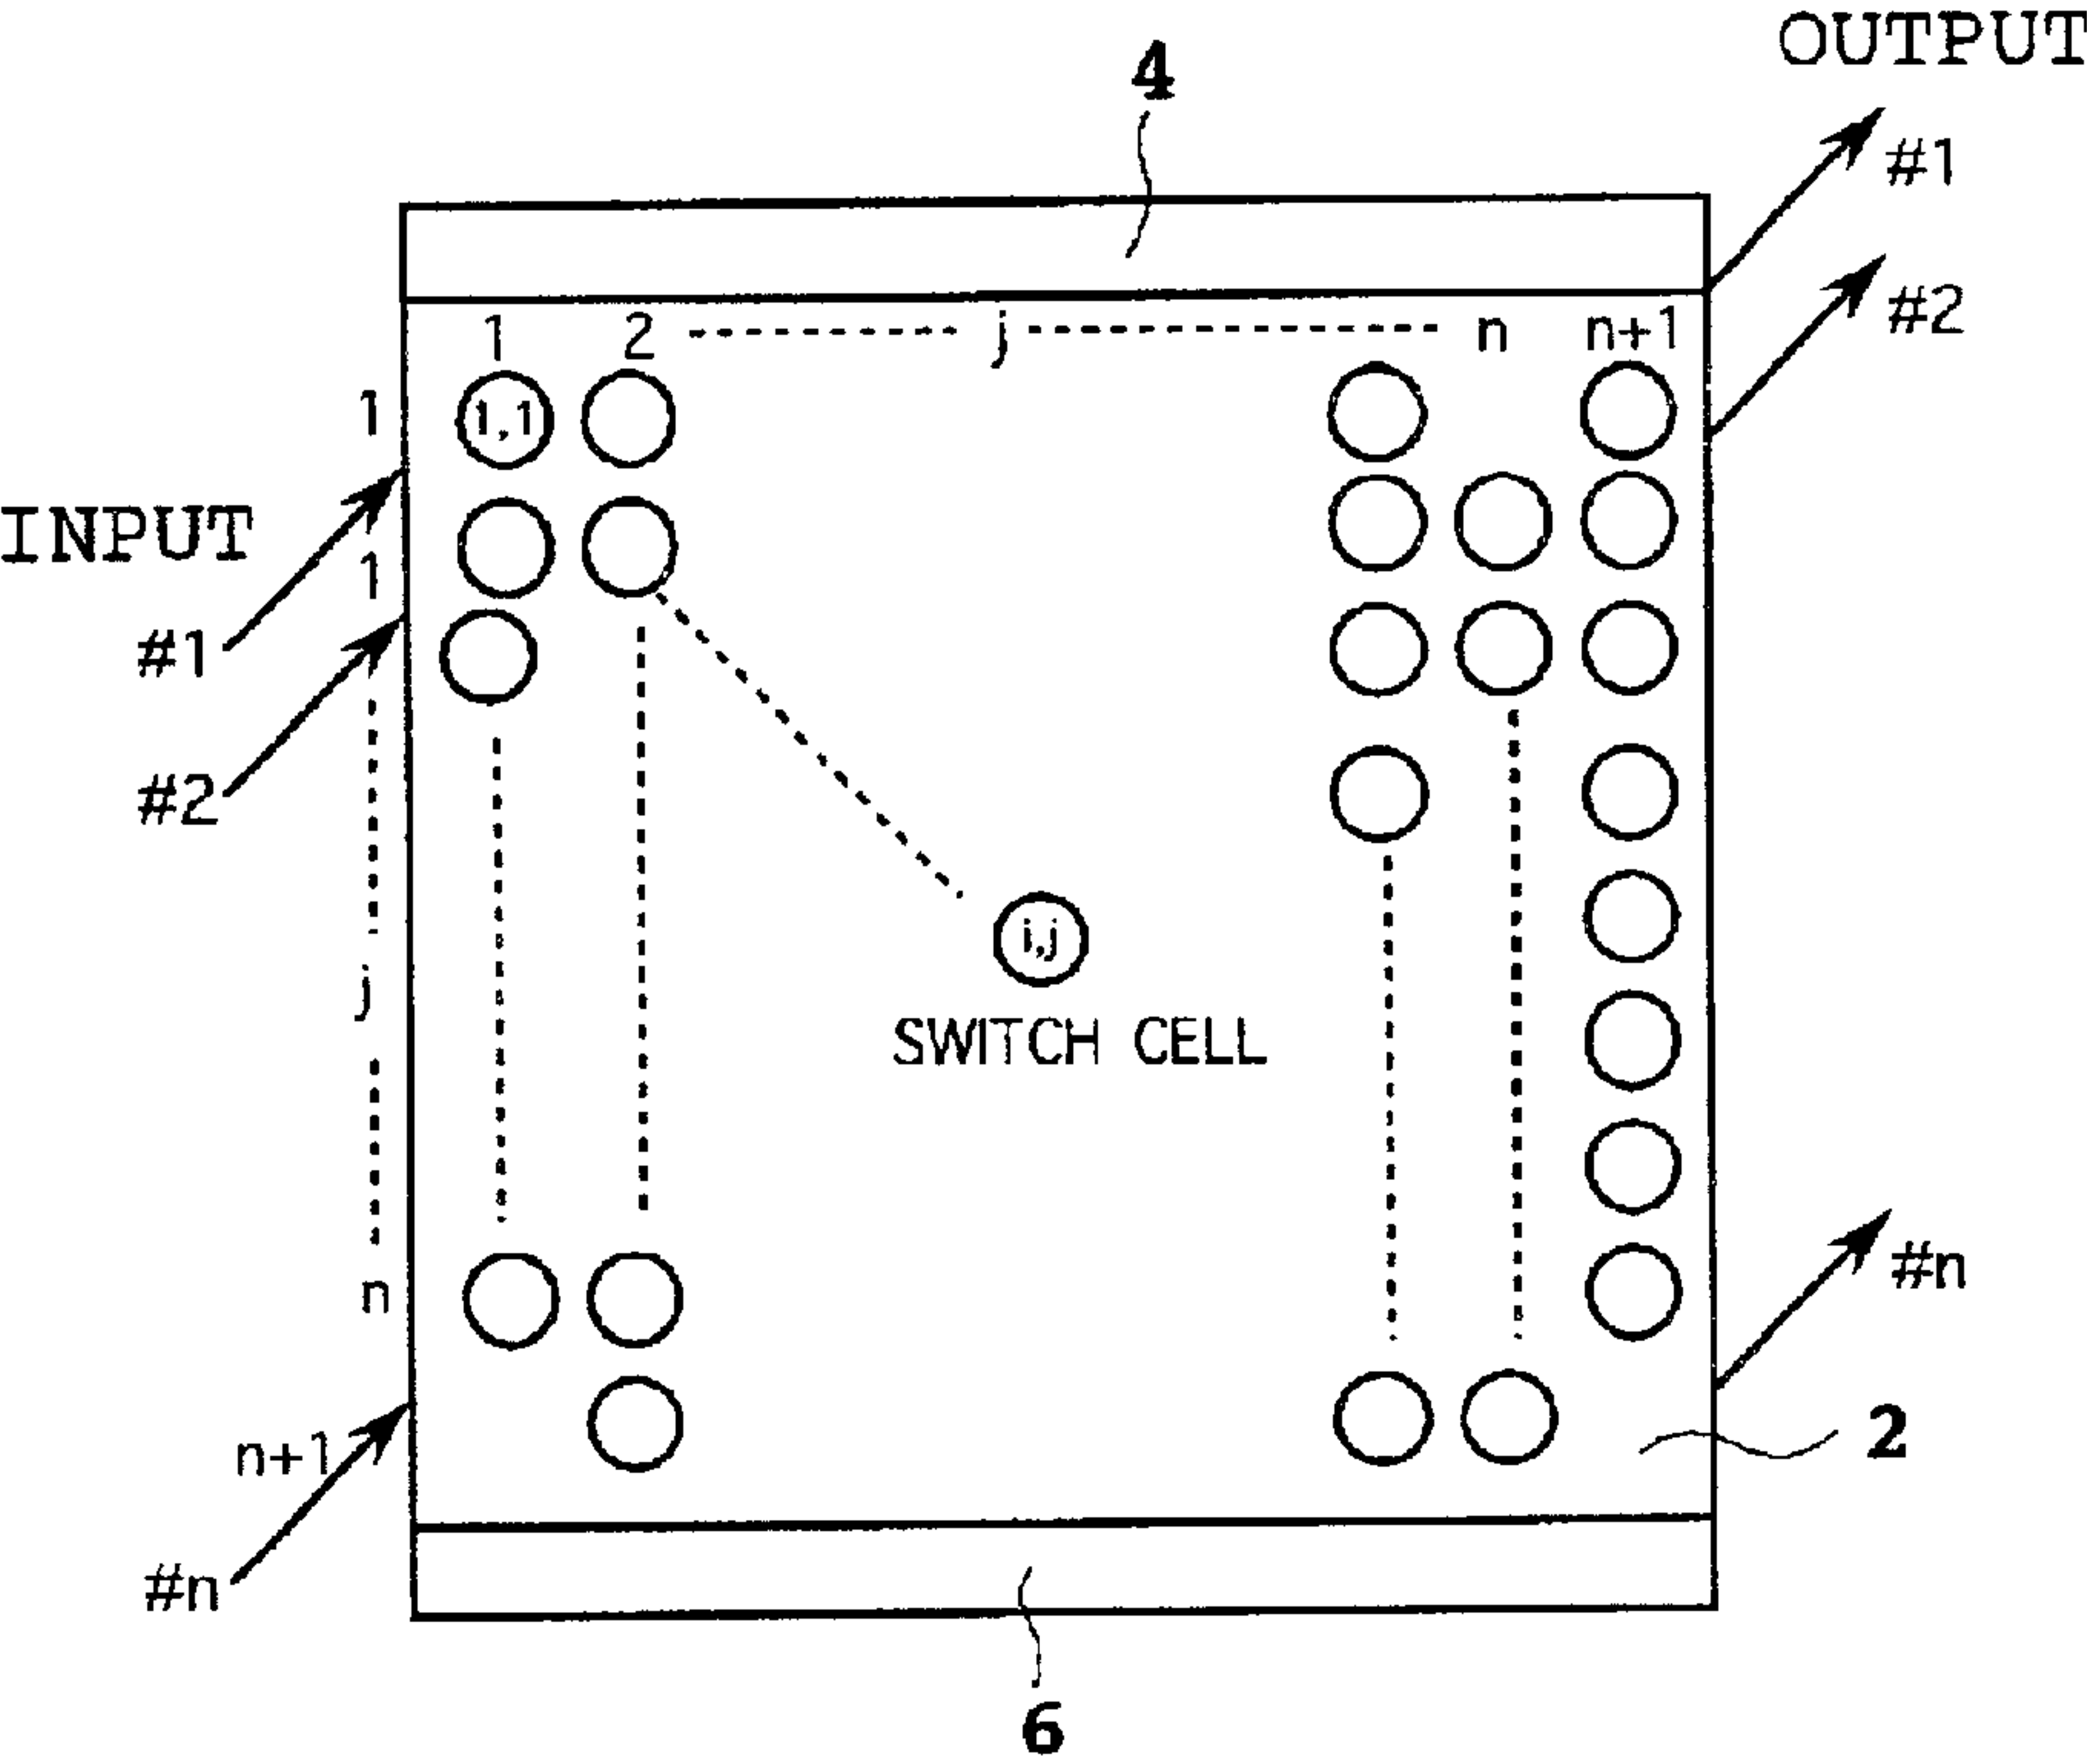 OUTPUT
4
#1
#2
1 2 j n n+1
1
1,1
INPUT
1
#1
#2
i,j
j
SWITCH CELL
n
#n
2
n+1
#n
6